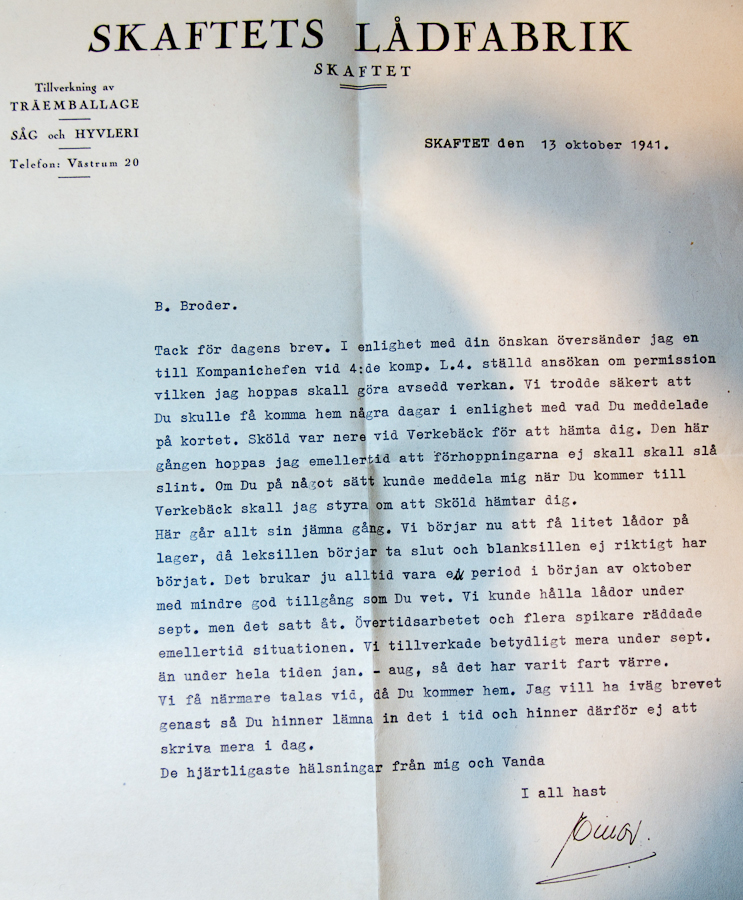 SKAFTETS LÅDFABRIK
SKAFTET
Tillverkning av
TRÄEMBALLAGE
SÅG och HYVLERI
Telefon: Västrum 20
SKAFTET den 13 oktober 1941.
B. Broder.
Tack för dagens brev. I enlighet med din önskan översänder jag en
till Kompanichefen vid 4:de komp. L.4. ställd ansökan om permission
vilken jag hoppas skall göra avsedd verkan. Vi trodde säkert att
Du skulle få komma hem några dagar i enlighet med vad Du meddelade
på kortet. Sköld var nere vid Verkebäck för att hämta dig. Den här
gången hoppas jag emellertid att förhoppningarna ej skall skall slå
slint. Om Du på något sätt kunde meddela mig när Du kommer till
Verkebäck skall jag styra om att Sköld hämtar dig.
Här går allt sin jämna gång. Vi börjar nu att få litet lådor på
lager, då leksillen börjar ta slut och blanksillen ej riktigt har
börjat. Det brukar ju alltid vara en period i början av oktober
med mindre god tillgång som Du vet. Vi kunde hålla lådor under
sept. men det satt åt. Övertidsarbetet och flera spikare räddade
emellertid situationen. Vi tillverkade betydligt mera under sept.
än under hela tiden jan. - aug, så det har varit fart värre.
Vi få närmare talas vid, då Du kommer hem. Jag vill ha iväg brevet
genast så Du hinner lämna in det i tid och hinner därför ej att
skriva mera i dag.
De hjärtligaste hälsningar från mig och Vanda
I all hast
Einar.